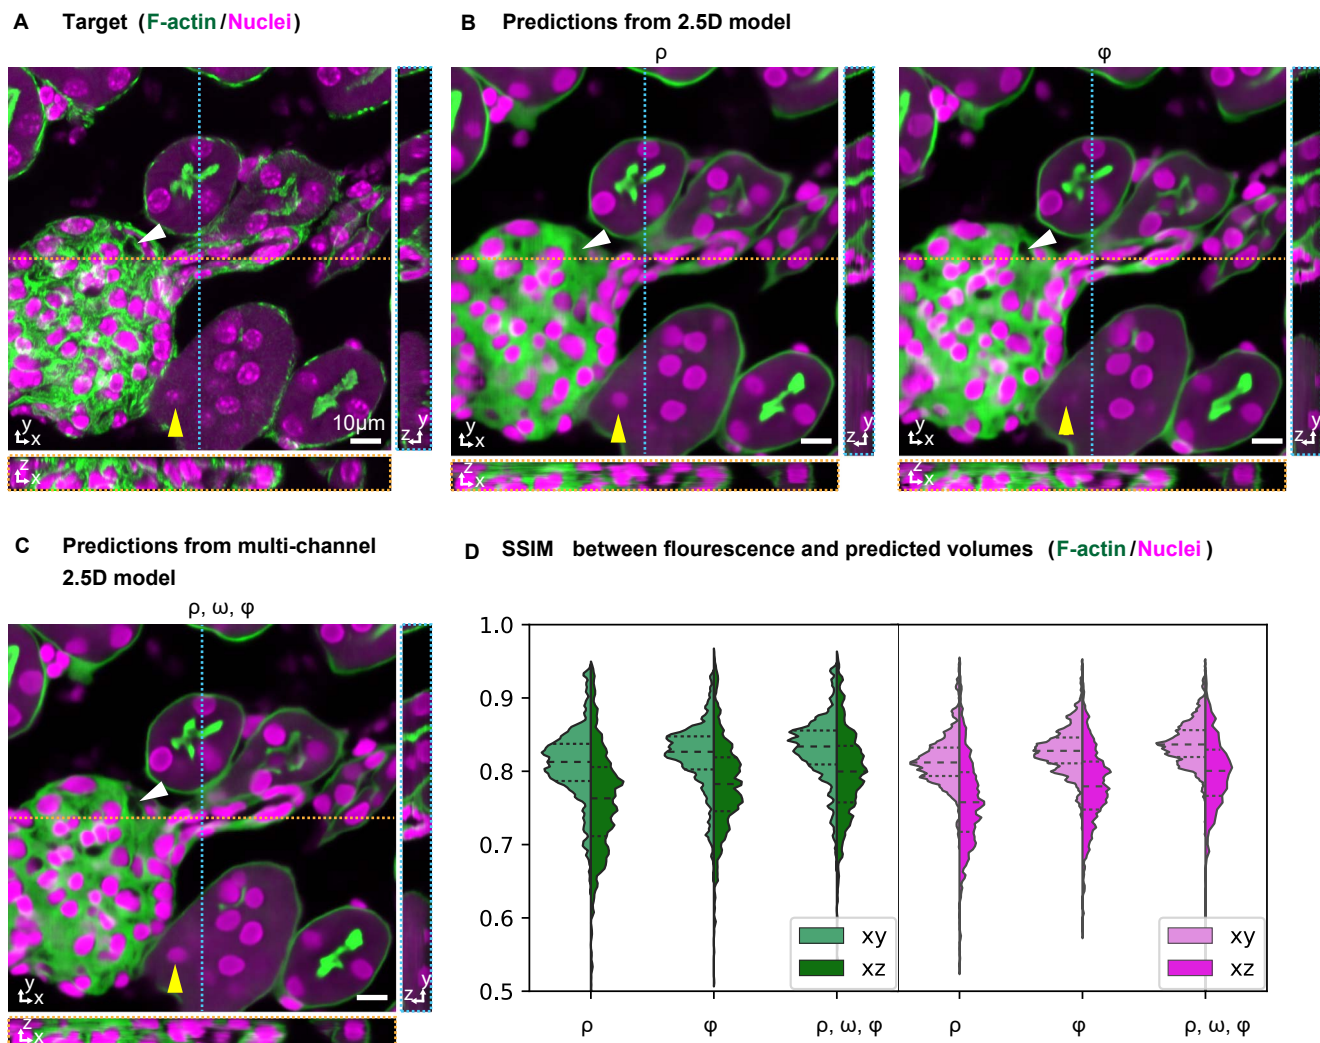 A Target (F-actin/Nuclei)
B Predictions from 2.5D model
ρ
φ
10μm
y
x
z
y
z
x
y
x
z
y
z
x
y
x
z
y
z
x
C Predictions from multi-channel
2.5D model
ρ, ω, φ
y
x
z
y
z
x
D SSIM between flourescence and predicted volumes (F-actin/Nuclei)
1.0
0.9
0.8
0.7
0.6
0.5
xy
xz
xy
xz
ρ
φ
ρ, ω, φ
ρ
φ
ρ, ω, φ